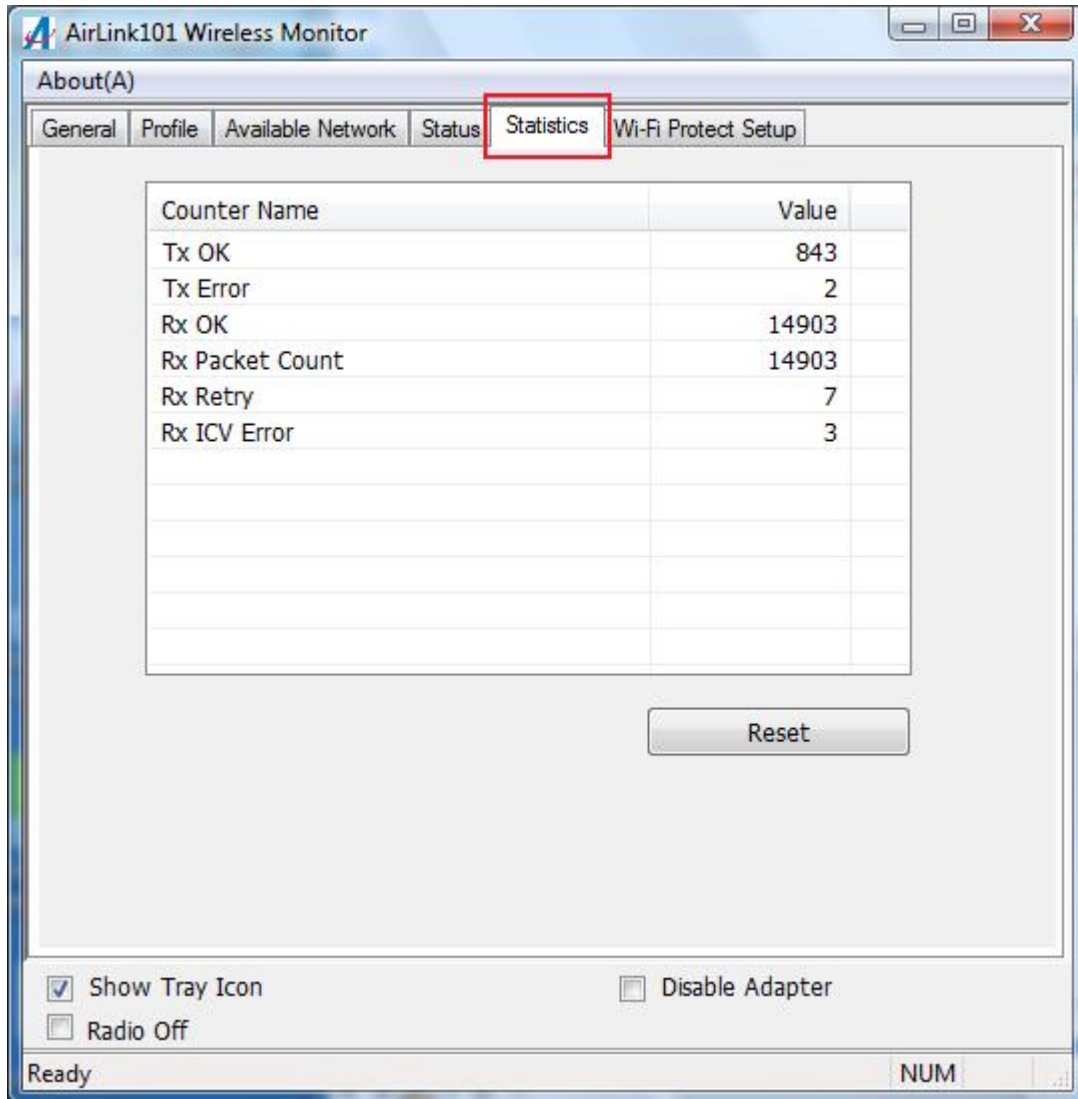 AirLink101 Wireless Monitor
About(A)
General Profile Available Network Status Statistics Wi-Fi Protect Setup
Counter Name Value
Tx OK 843
Tx Error 2
Rx OK 14903
Rx Packet Count 14903
Rx Retry 7
Rx ICV Error 3
Reset
Show Tray Icon Disable Adapter
Radio Off
Ready NUM